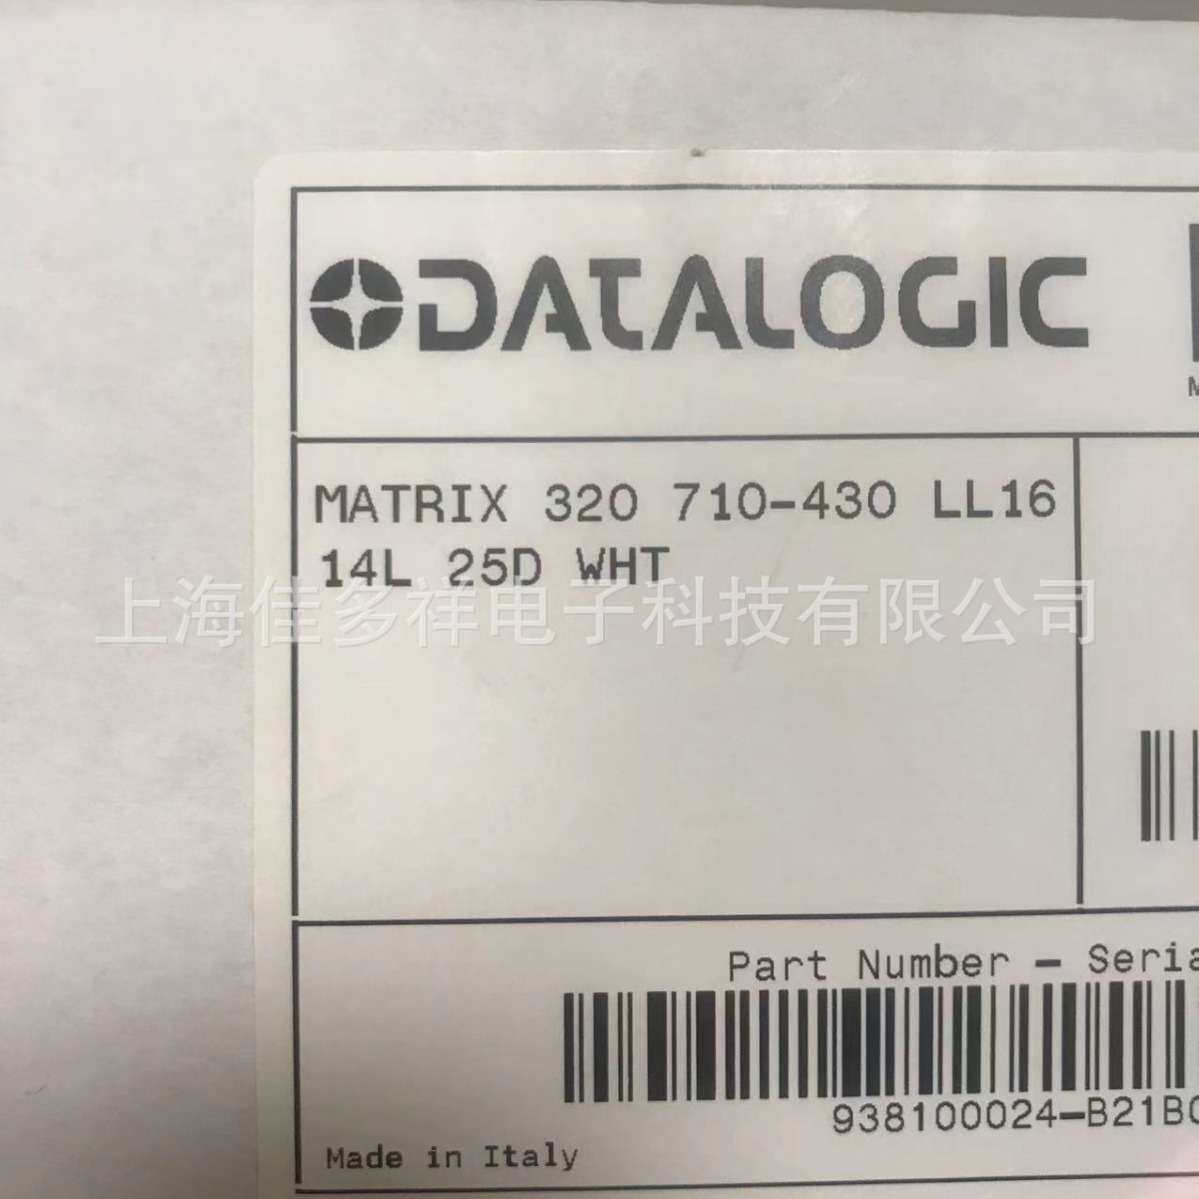 DATALOGIC
MATRIX 320 710-430 LL16
14L 25D WHT
上海佳多祥电子科技有限公司
Part Number - Seria
938100024-B21B
Made in Italy